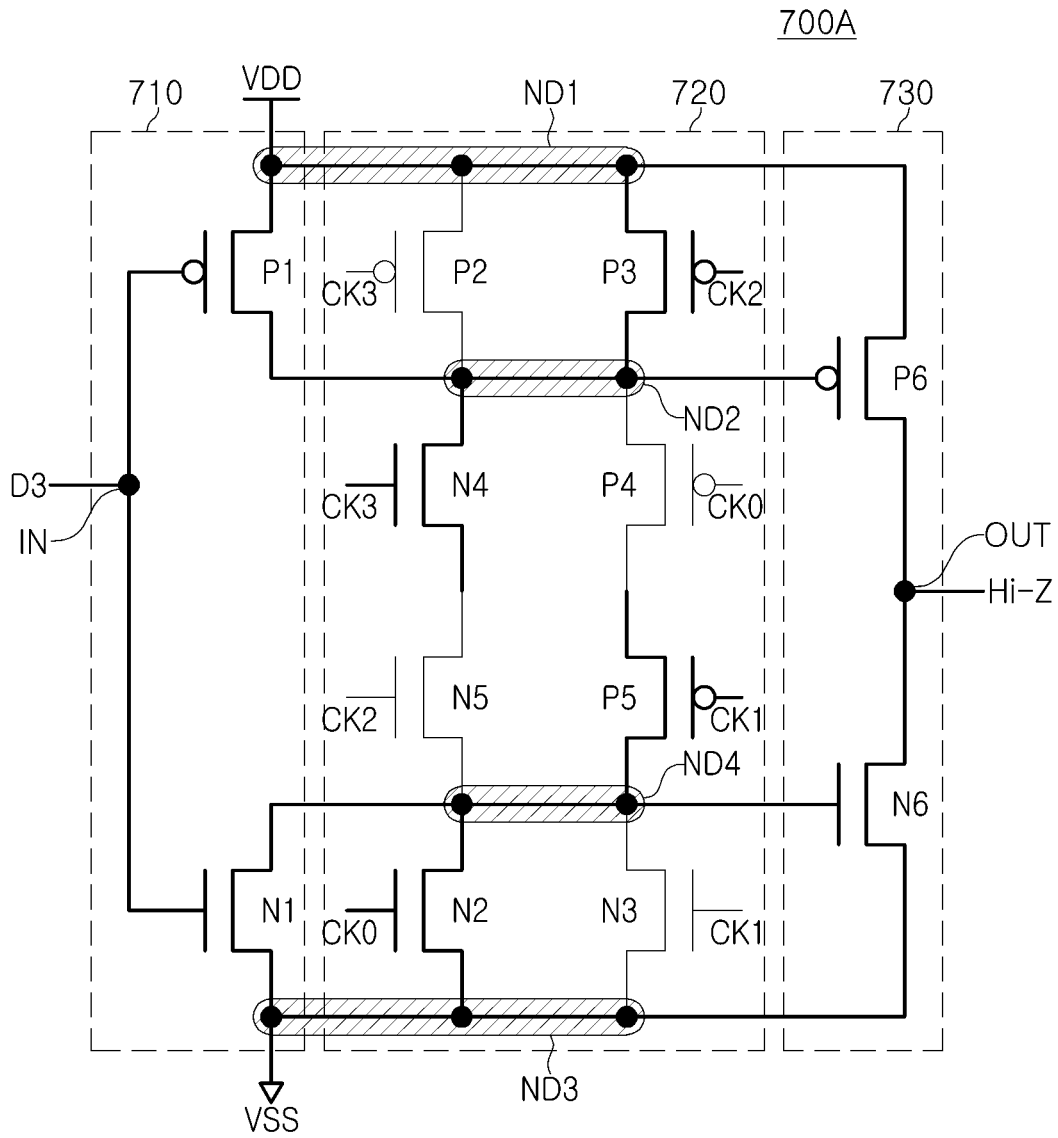 700A
710
VDD
ND1
720
730
P1
CK3
P2
P3
CK2
P6
ND2
D3
IN
CK3
N4
P4
CK0
OUT
Hi-Z
CK2
N5
P5
CK1
ND4
N6
N1
CK0
N2
N3
CK1
ND3
VSS